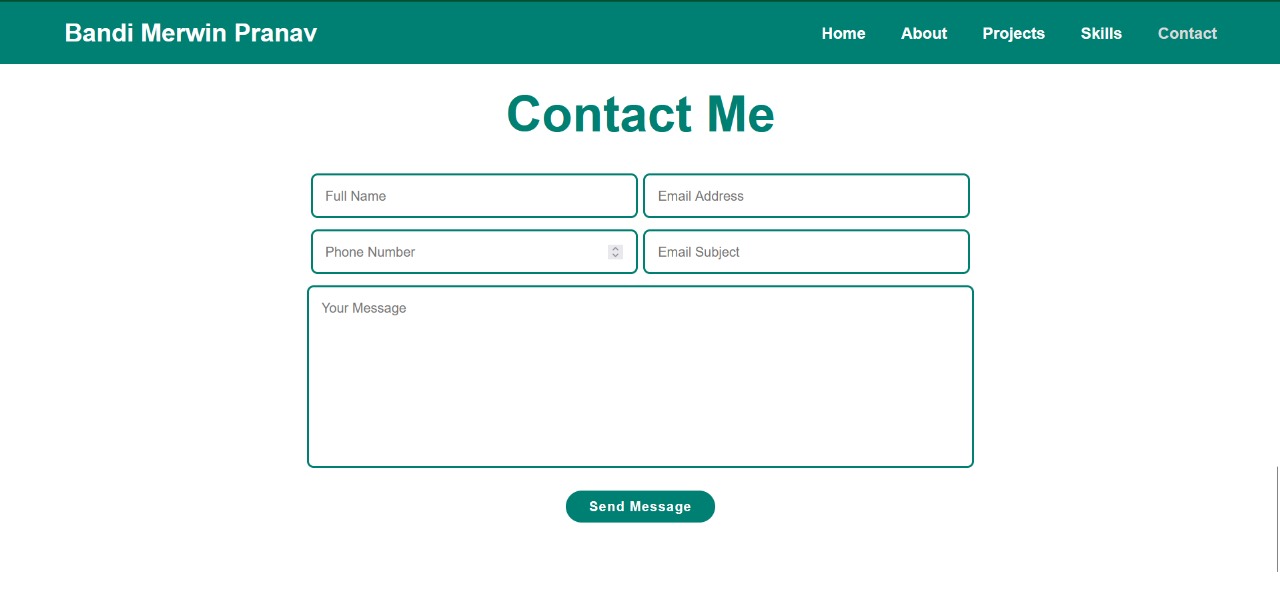 Bandi Merwin Pranav
Home About Projects Skills Contact
Contact Me
Full Name Email Address
Phone Number Email Subject
Your Message
Send Message